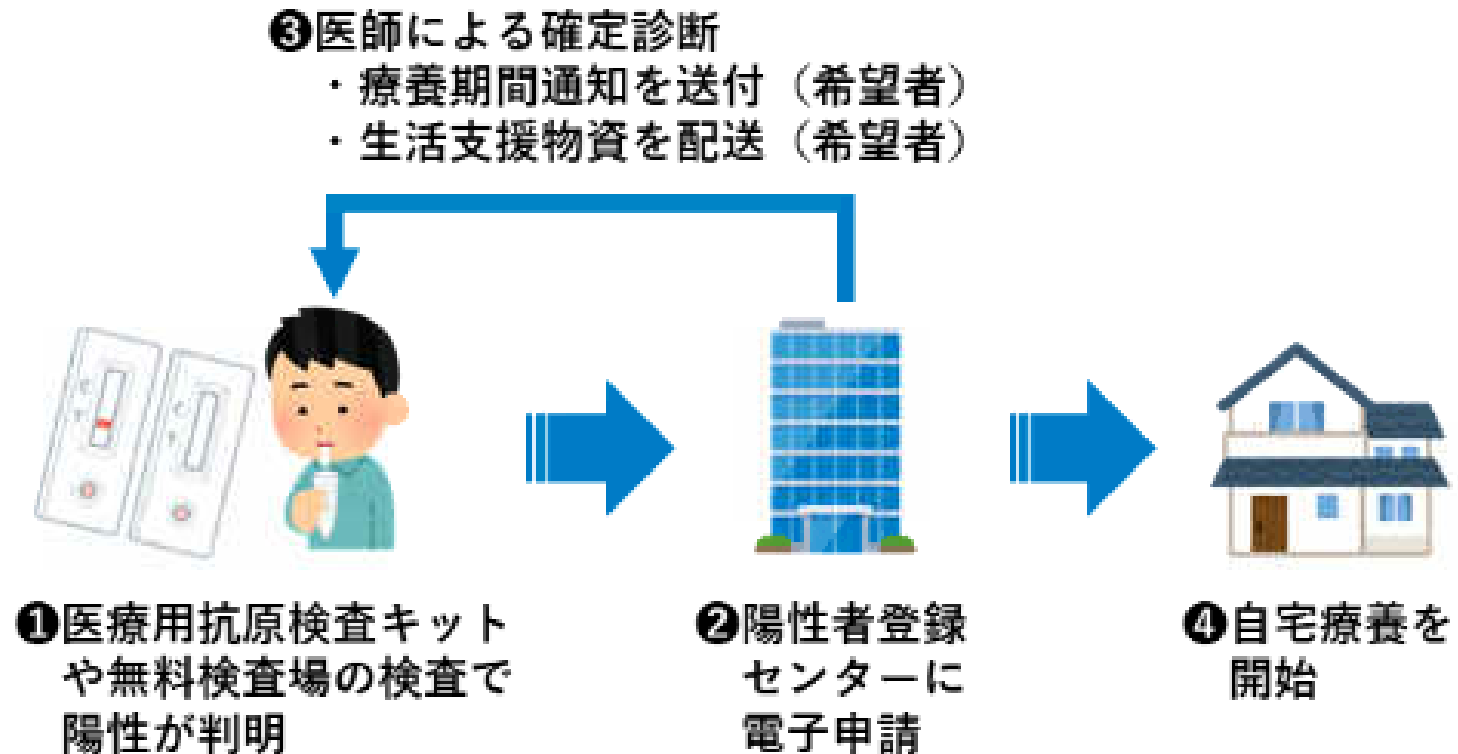 ❸医師による確定診断
・療養期間通知を送付（希望者）
・生活支援物資を配送（希望者）
C
T
C
T
❶医療用抗原検査キット
や無料検査場の検査で
陽性が判明
❷陽性者登録
センターに
電子申請
❹自宅療養を
開始